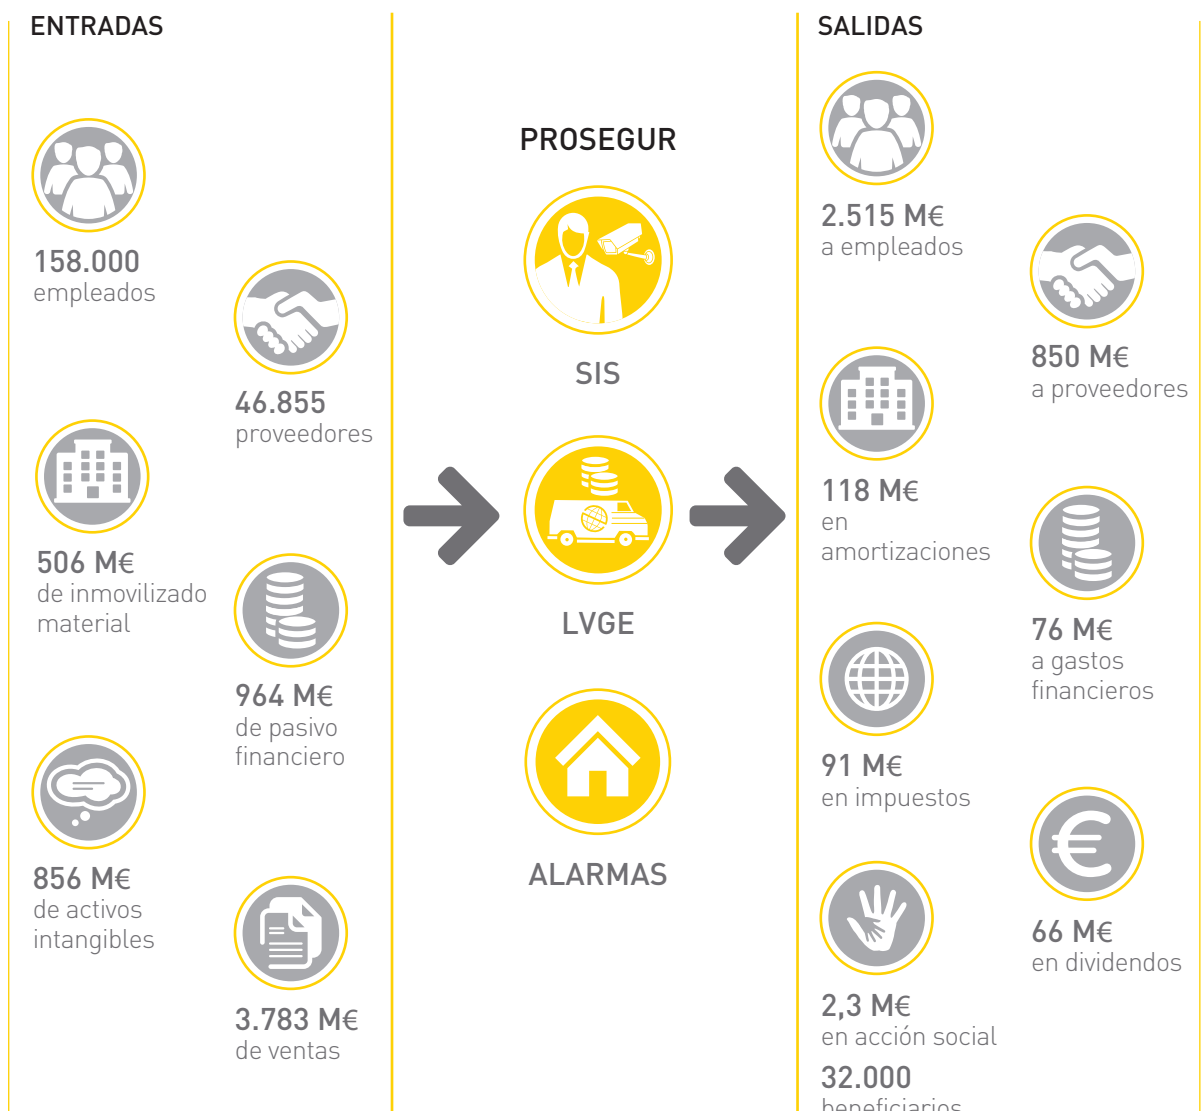 ENTRADAS
158.000
empleados
46.855
proveedores
506 M€
de inmovilizado
material
964 M€
de pasivo
financiero
856 M€
de activos
intangibles
3.783 M€
de ventas
PROSEGUR
SIS
LVGE
ALARMAS
SALIDAS
2.515 M€
a empleados
850 M€
a proveedores
118 M€
en
amortizaciones
76 M€
a gastos
financieros
91 M€
en impuestos
66 M€
en dividendos
2,3 M€
en acción social
32.000
beneficiarios